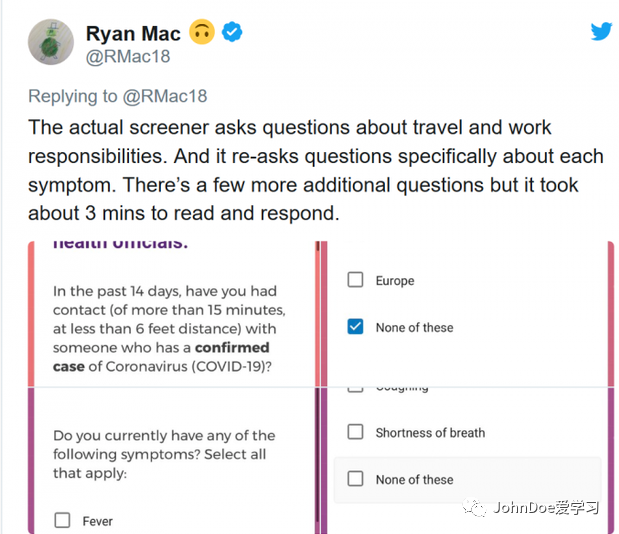 Ryan Mac
@RMac18
Replying to @RMac18
The actual screener asks questions about travel and work
responsibilities. And it re-asks questions specifically about each
symptom. There’s a few more additional questions but it took
about 3 mins to read and respond.
health officials.
In the past 14 days, have you had
contact (of more than 15 minutes,
at less than 6 feet distance) with
someone who has a confirmed
case of Coronavirus (COVID-19)?
Europe
None of these
Do you currently have any of the
following symptoms? Select all
that apply:
Fever
Coughing
Shortness of breath
None of these
JohnDoe爱学习